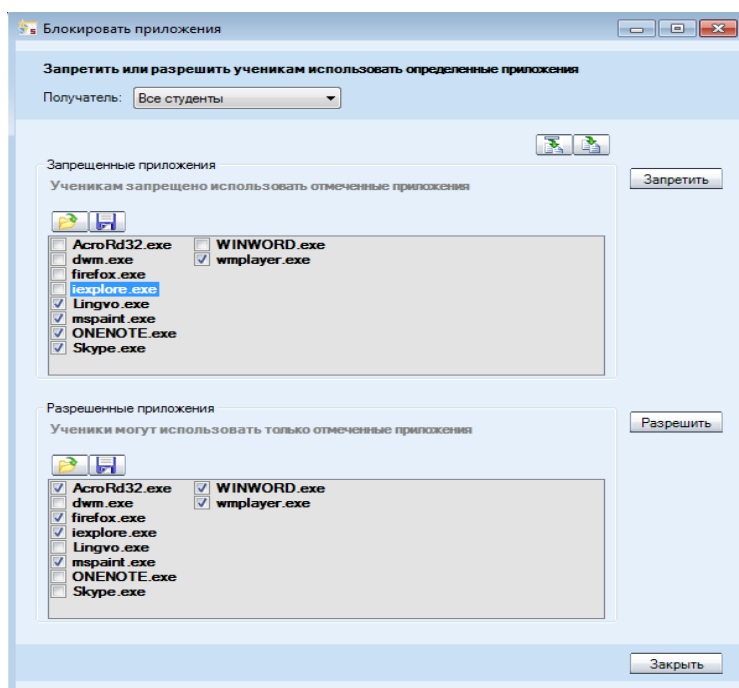 Блокировать приложения
Запретить или разрешить ученикам использовать определенные приложения
Получатель: Все студенты
Запрещенные приложения
Ученикам запрещено использовать отмеченные приложения
Запретить
AcroRd32.exe WINWORD.exe
dwm.exe wmplayer.exe
firefox.exe
iexplore.exe
Lingvo.exe
mspaint.exe
ONENOTE.exe
Skype.exe
Разрешенные приложения
Ученики могут использовать только отмеченные приложения
Разрешить
AcroRd32.exe WINWORD.exe
dwm.exe wmplayer.exe
firefox.exe
iexplore.exe
Lingvo.exe
mspaint.exe
ONENOTE.exe
Skype.exe
Закрыть